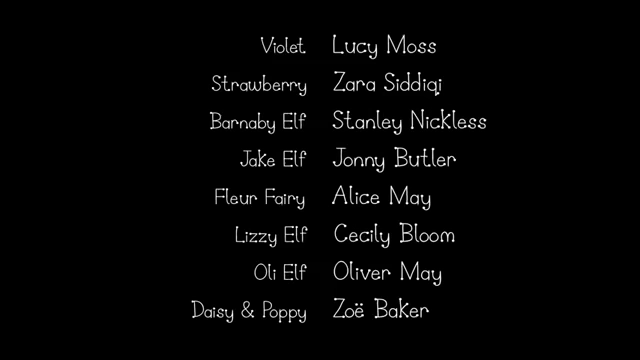 Violet Lucy Moss
Strawberry Zara Siddiqi
Barnaby Elf Stanley Nickless
Jake Elf Jonny Butler
Fleur Fairy Alice May
Lizzy Elf Cecily Bloom
Oli Elf Oliver May
Daisy & Poppy Zoë Baker